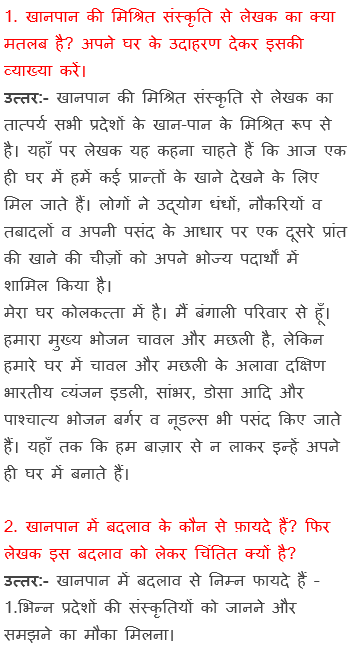 1. खानपान की मिश्रित संस्कृति से लेखक का क्या
मतलब है? अपने घर के उदाहरण देकर इसकी
व्याख्या करें।
उत्तर:- खानपान की मिश्रित संस्कृति से लेखक का
तात्पर्य सभी प्रदेशों के खान-पान के मिश्रित रूप से
है। यहाँ पर लेखक यह कहना चाहते हैं कि आज एक
ही घर में हमें कई प्रान्तों के खाने देखने के लिए
मिल जाते हैं। लोगों ने उद्योग धंधों, नौकरियों व
तबादलों व अपनी पसंद के आधार पर एक दूसरे प्रांत
की खाने की चीज़ों को अपने भोज्य पदार्थों में
शामिल किया है।
मेरा घर कोलकत्ता में है। मैं बंगाली परिवार से हूँ।
हमारा मुख्य भोजन चावल और मछली है, लेकिन
हमारे घर में चावल और मछली के अलावा दक्षिण
भारतीय व्यंजन इडली, सांभर, डोसा आदि और
पाश्चात्य भोजन बर्गर व नूडल्स भी पसंद किए जाते
हैं। यहाँ तक कि हम बाज़ार से न लाकर इन्हें अपने
ही घर में बनाते हैं।
2. खानपान में बदलाव के कौन से फ़ायदे हैं? फिर
लेखक इस बदलाव को लेकर चिंतित क्यों है?
उत्तर:- खानपान में बदलाव से निम्न फायदे हैं –
1.भिन्न प्रदेशों की संस्कृतियों को जानने और
समझने का मौका मिलना।